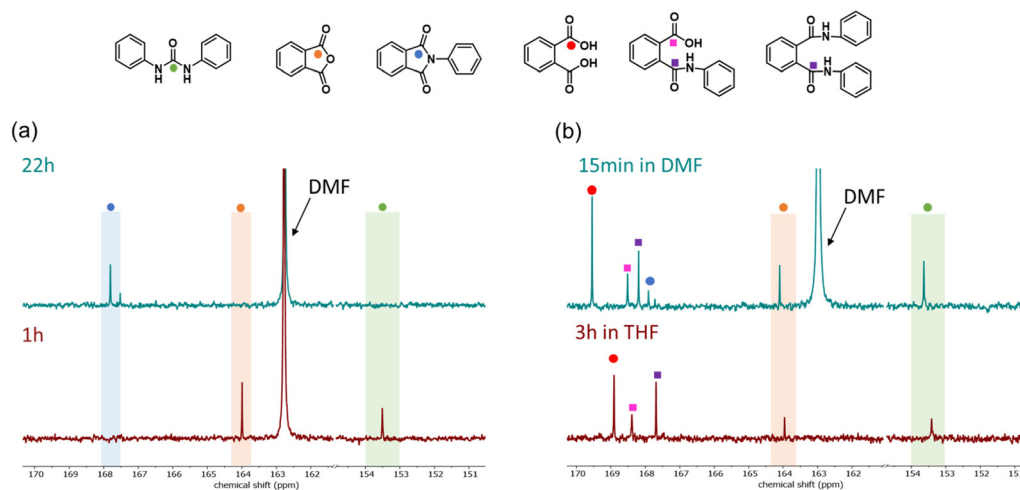 O
N
H
N
H
O
O
O
O
N
O
O
OH
OH
O
O
OH
H
N
O
O
H
N
N
H
O
(a)
(b)
22h
DMF
1h
170 169 168 167 166 165 164 163 162 154 153 152 151
chemical shift (ppm)
15min in DMF
DMF
3h in THF
170 169 168 167 166 165 164 163 162 154 153 152 151
chemical shift (ppm)